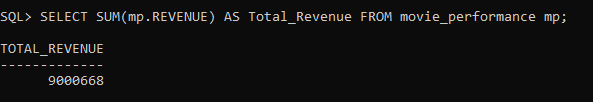 SQL> SELECT SUM(mp.REVENUE) AS Total_Revenue FROM movie_performance mp;
TOTAL_REVENUE
-------------
9000668